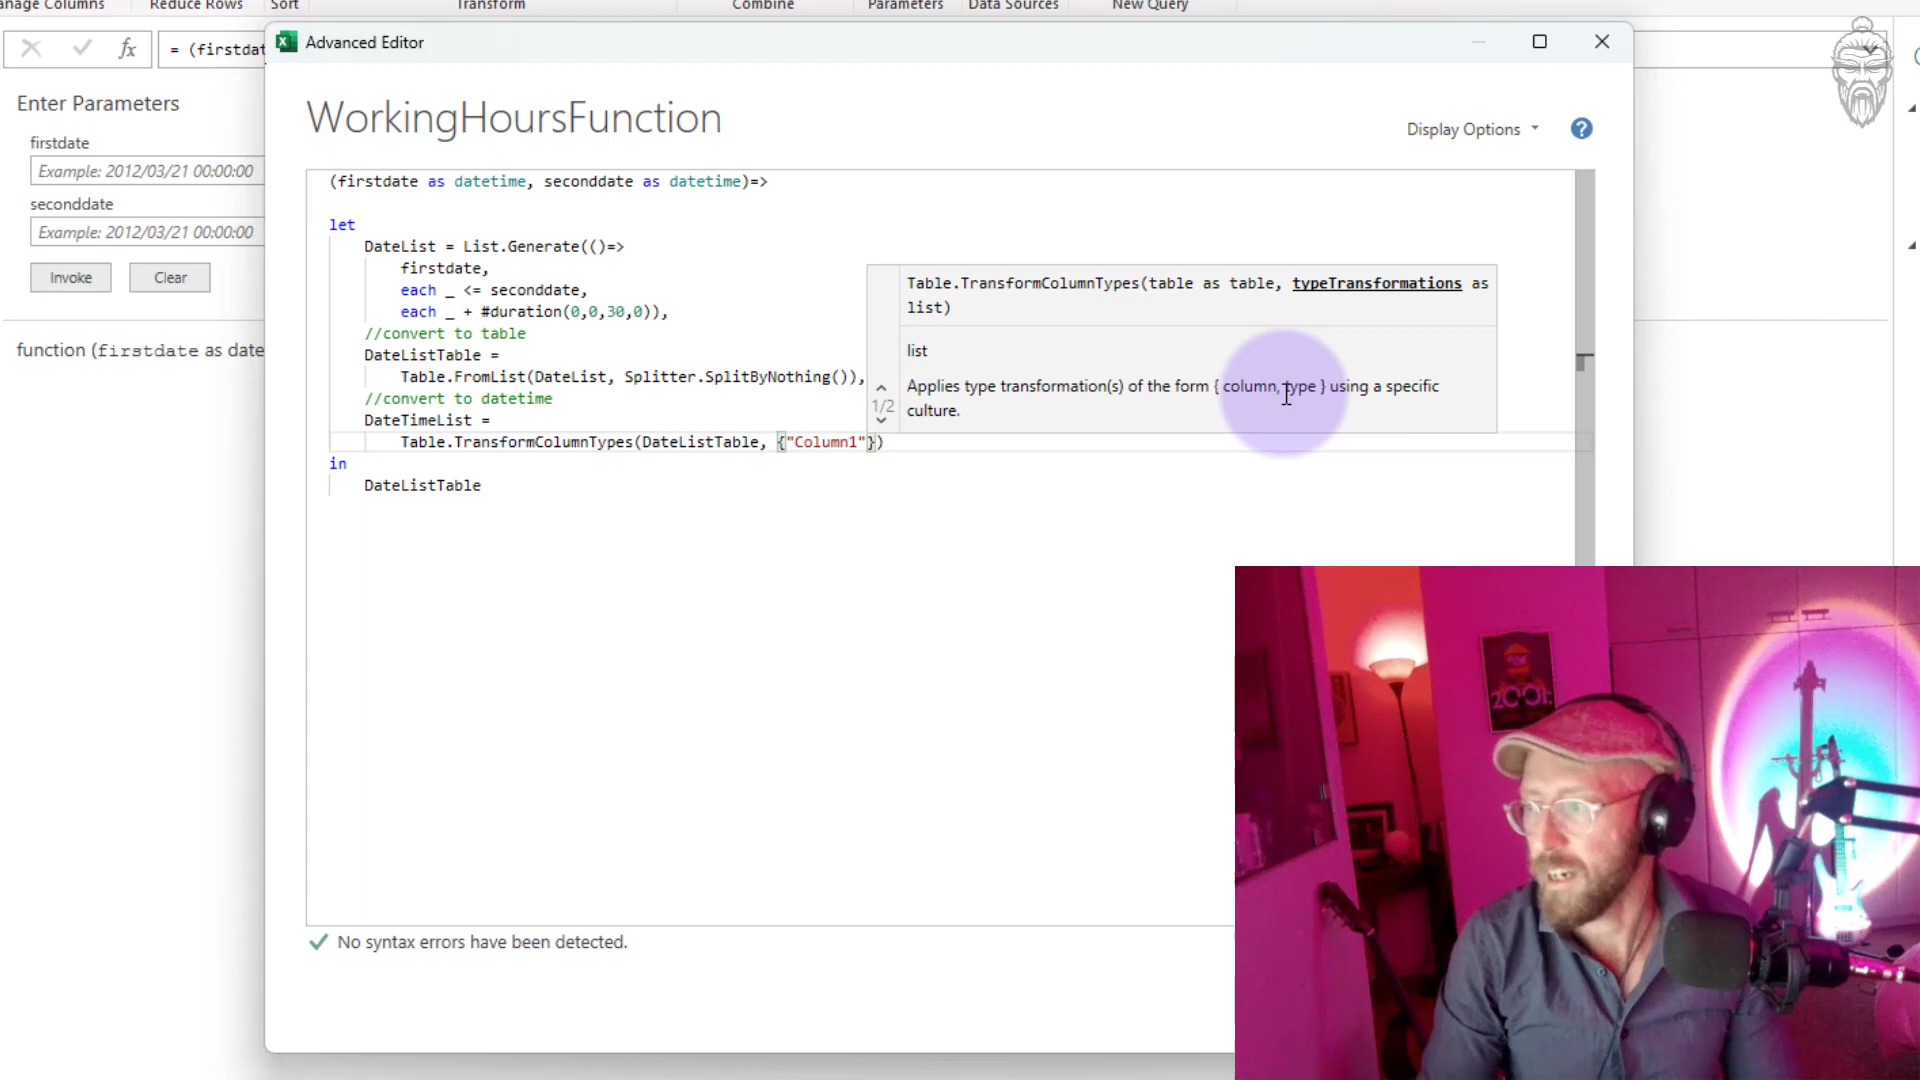 anage Columns Reduce Rows Sort Transform Combine Parameters Data Sources New Query
fx = (firstdat
Advanced Editor
Enter Parameters
firstdate
Example: 2012/03/21 00:00:00
seconddate
Example: 2012/03/21 00:00:00
Invoke Clear
function (firstdate as date
WorkingHoursFunction
Display Options
?
(firstdate as datetime, seconddate as datetime)=>
let
DateList = List.Generate(()=>
firstdate,
each _ <= seconddate,
each _ + #duration(0,0,30,0)),
//convert to table
DateListTable =
Table.FromList(DateList, Splitter.SplitByNothing()),
//convert to datetime
DateTimeList =
Table.TransformColumnTypes(DateListTable, {"Column1"})
in
DateListTable
Table.TransformColumnTypes(table as table, typeTransformations as
list)
list
1/2
Applies type transformation(s) of the form { column, type } using a specific
culture.
No syntax errors have been detected.
2001: